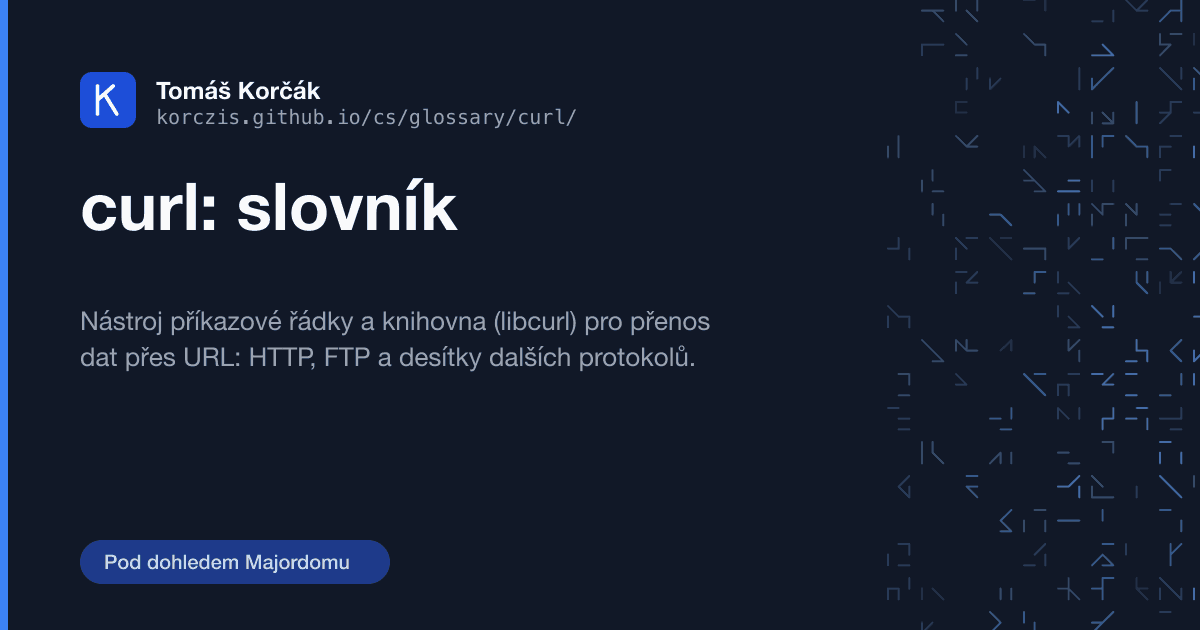 Tomáš Korčák
korczis.github.io/cs/glossary/curl/
curl: slovník
Nástroj příkazové řádky a knihovna (libcurl) pro přenos
dat přes URL: HTTP, FTP a desítky dalších protokolů.
Pod dohledem Majordomu